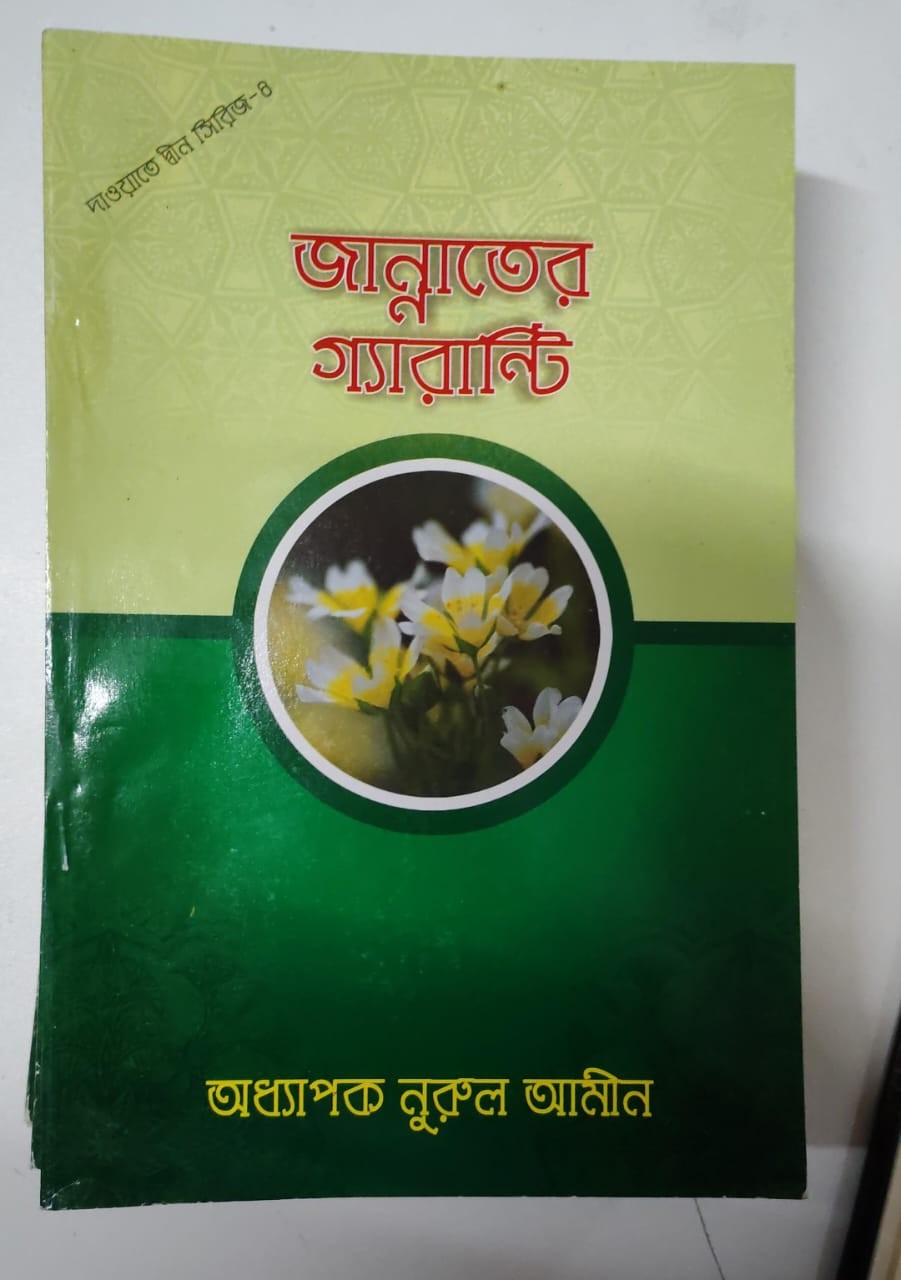 দাওয়াতে দ্বীন সিরিজ-৪
জান্নাতের
গ্যারান্টি
অধ্যাপক নুরুল আমীন